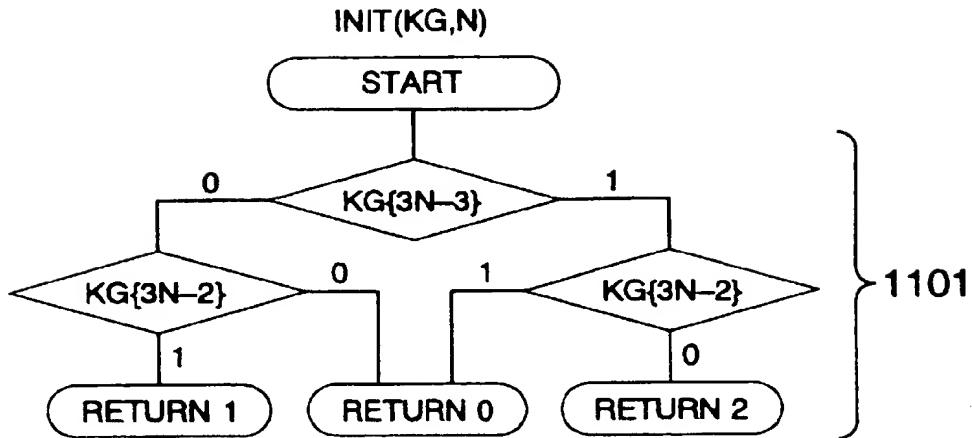 INIT(KG,N)
START
0
KG{3N–3}
1
KG{3N–2}
0
1
KG{3N–2}
1101
1
0
RETURN 1
RETURN 0
RETURN 2